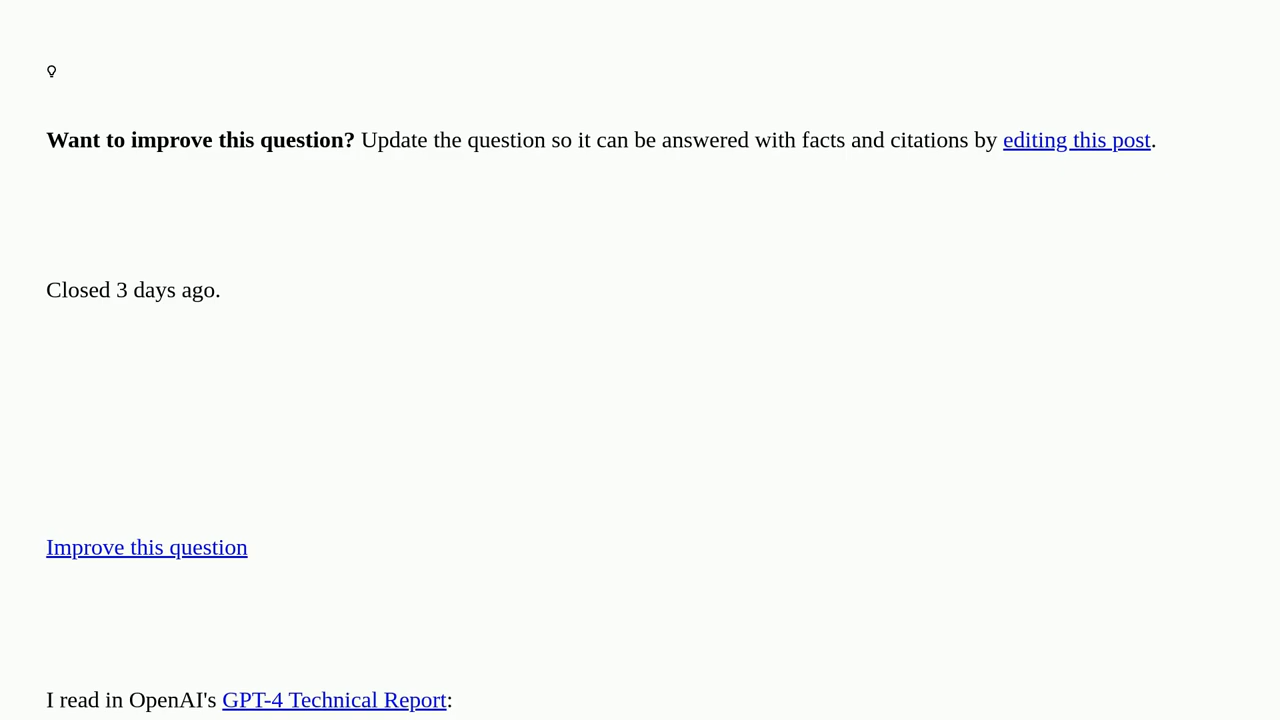 Want to improve this question? Update the question so it can be answered with facts and citations by editing this post.
Closed 3 days ago.
Improve this question
I read in OpenAI's GPT-4 Technical Report: